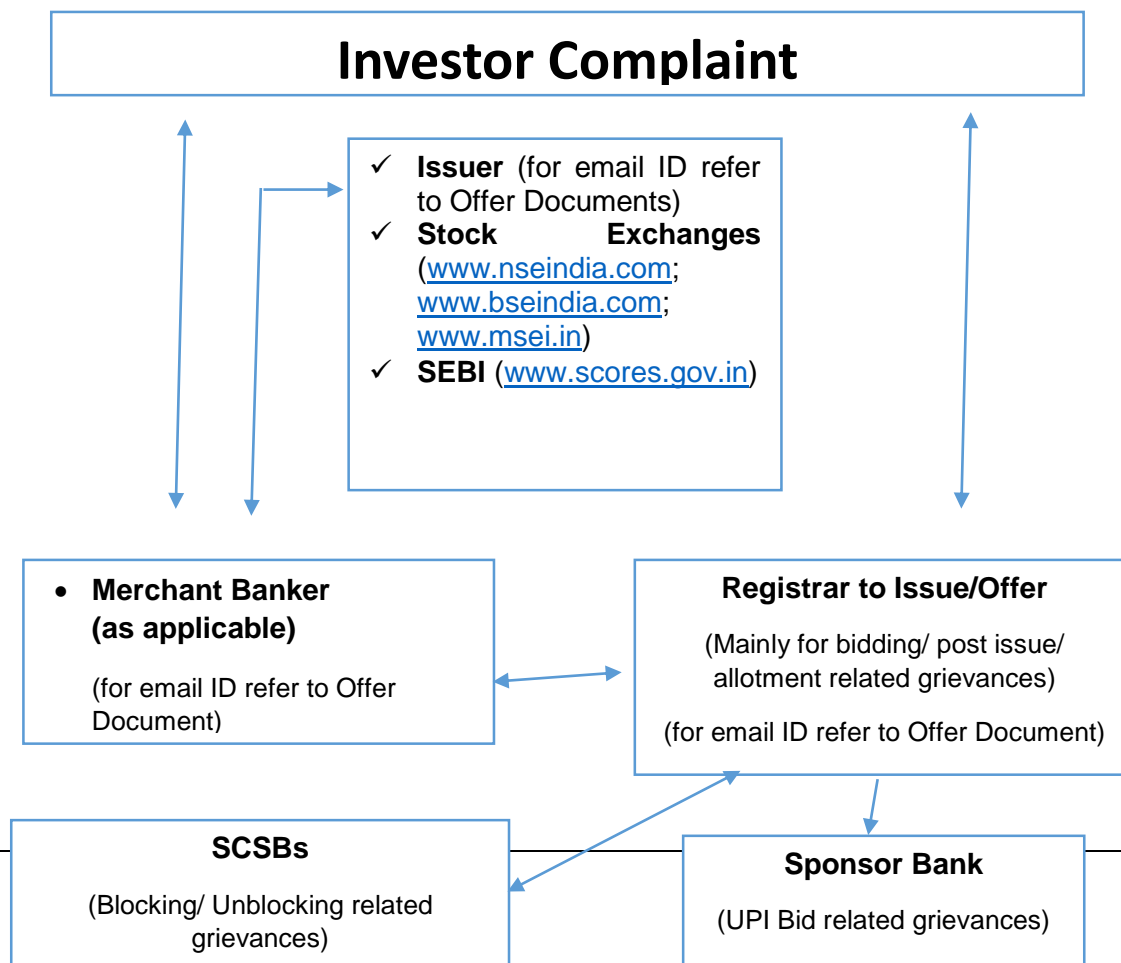 Investor Complaint
✓ Issuer (for email ID refer
to Offer Documents)
✓ Stock Exchanges
(www.nseindia.com;
www.bseindia.com;
www.msei.in)
✓ SEBI (www.scores.gov.in)
• Merchant Banker
(as applicable)
(for email ID refer to Offer
Document)
Registrar to Issue/Offer
(Mainly for bidding/ post issue/
allotment related grievances)
(for email ID refer to Offer Document)
SCSBs
(Blocking/ Unblocking related
grievances)
Sponsor Bank
(UPI Bid related grievances)